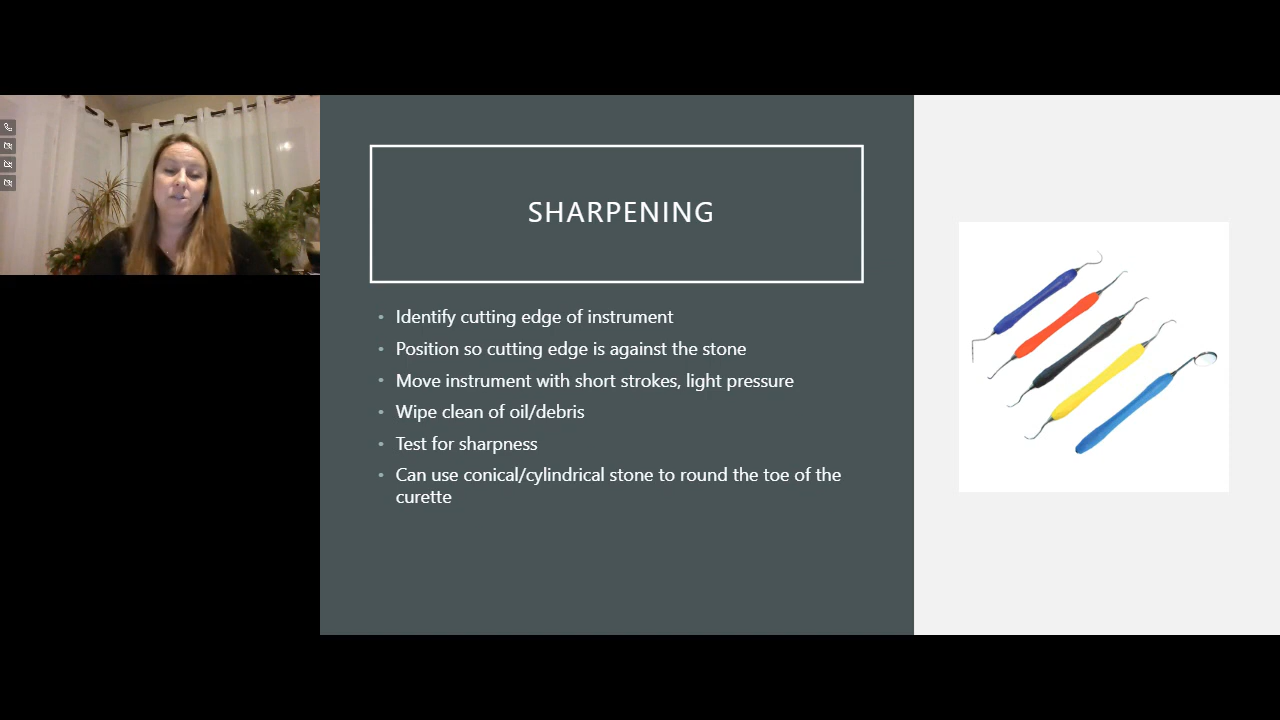 SHARPENING
• Identify cutting edge of instrument
• Position so cutting edge is against the stone
• Move instrument with short strokes, light pressure
• Wipe clean of oil/debris
• Test for sharpness
• Can use conical/cylindrical stone to round the toe of the
curette